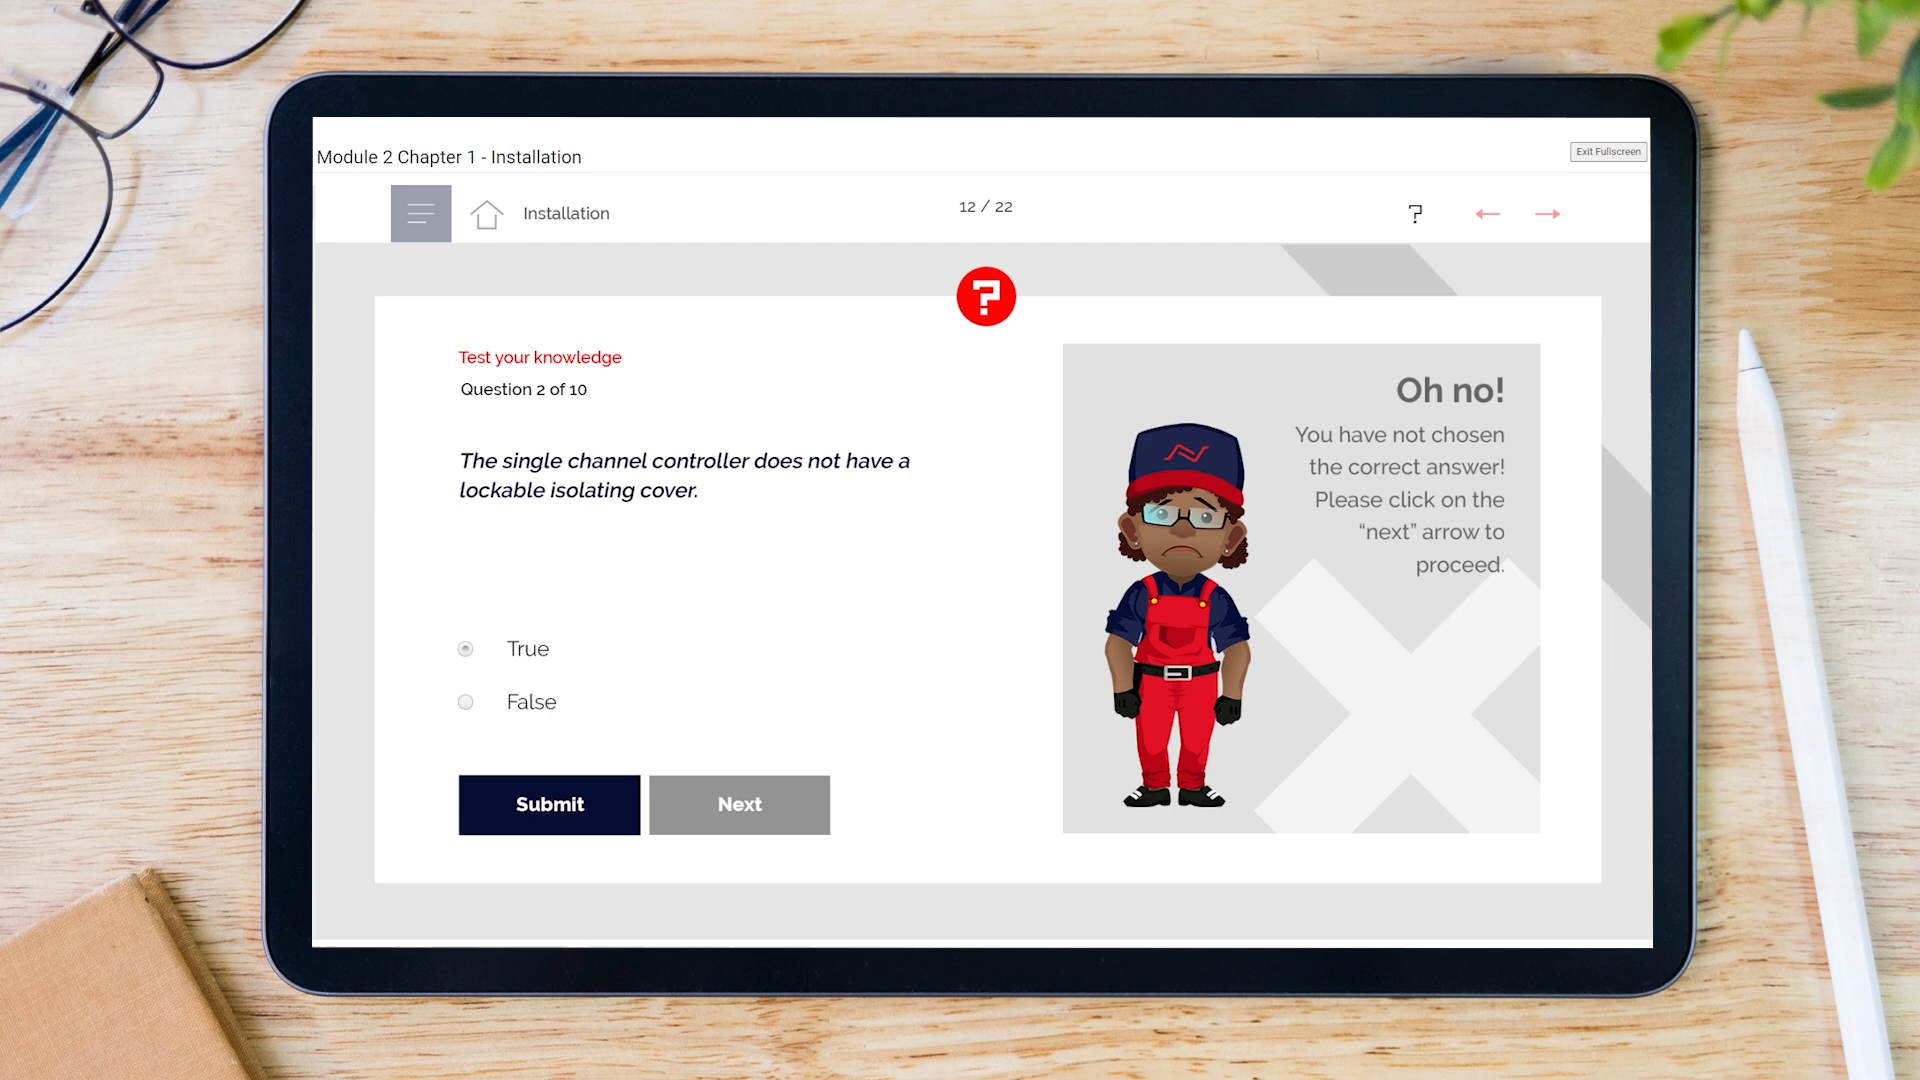 Module 2 Chapter 1 - Installation
Exit Fullscreen
Installation
12 / 22
?
?
Test your knowledge
Question 2 of 10
The single channel controller does not have a
lockable isolating cover.
True
False
Submit
Next
Oh no!
You have not chosen
the correct answer!
Please click on the
“next” arrow to
proceed.